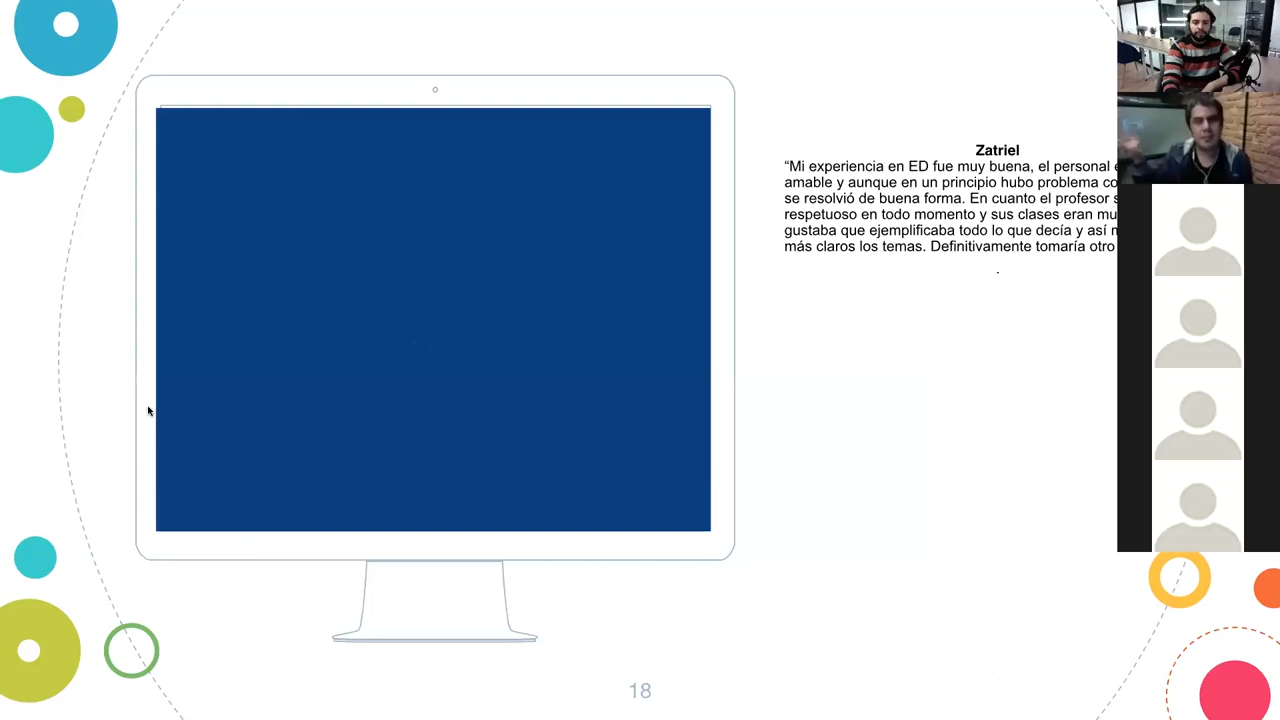 Zatriel
“Mi experiencia en ED fue muy buena, el personal
amable y aunque en un principio hubo problema
se resolvió de buena forma. En cuanto el profesor
respetuoso en todo momento y sus clases eran
gustaba que ejemplificaba todo lo que decía y así
más claros los temas. Definitivamente tomaría otro
.
18